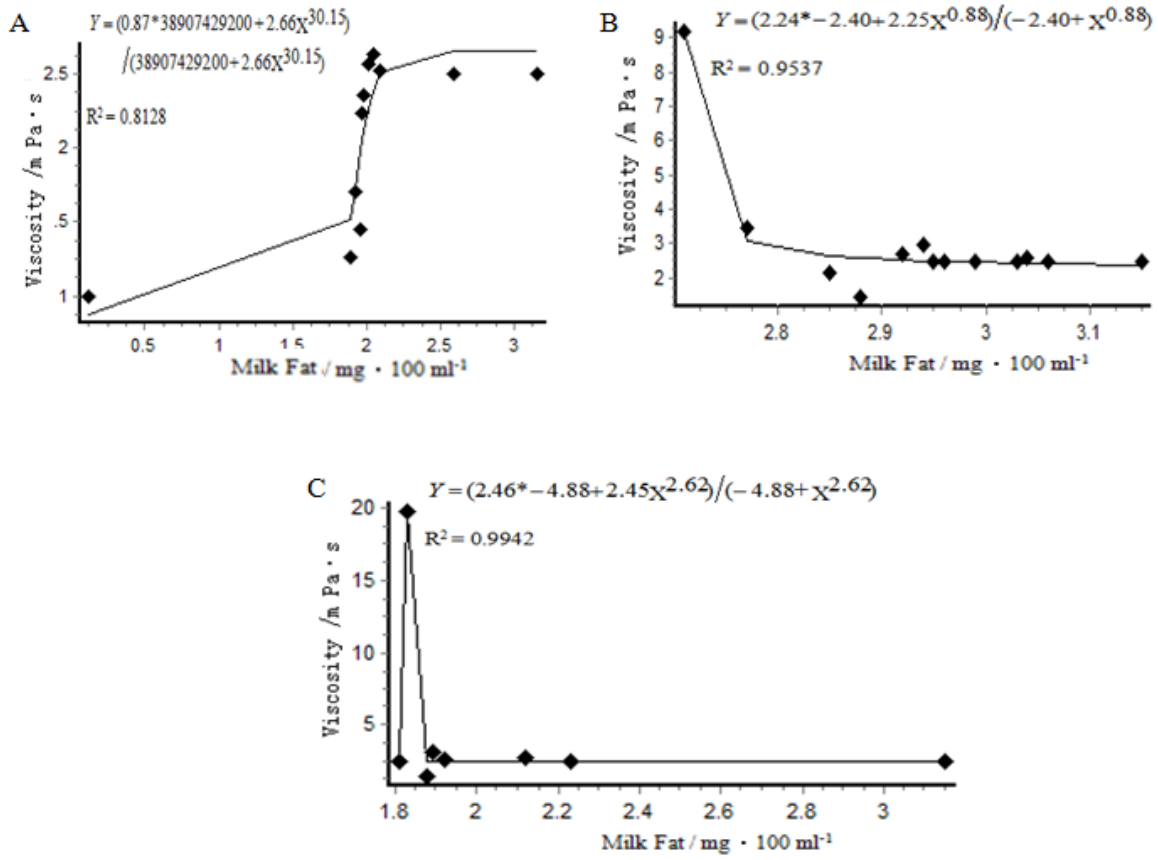 A
Y = (0.87*38907429200+2.66X^30.15)
/(38907429200+2.66X^30.15)
R² = 0.8128
Viscosity /m Pa · s
2.5
2
.5
1
0.5
1
1.5
2
2.5
3
Milk Fat / mg · 100 ml⁻¹
B
Y = (2.24*−2.40+2.25X^0.88)/(−2.40+ X^0.88)
R² = 0.9537
Viscosity /m Pa · s
9
8
7
6
5
4
3
2
2.8
2.9
3
3.1
Milk Fat / mg · 100 ml⁻¹
C
Y = (2.46*−4.88+2.45X^2.62)/(−4.88+ X^2.62)
R² = 0.9942
Viscosity /m Pa · s
20
15
10
5
1.8
2
2.2
2.4
2.6
2.8
3
Milk Fat / mg · 100 ml⁻¹